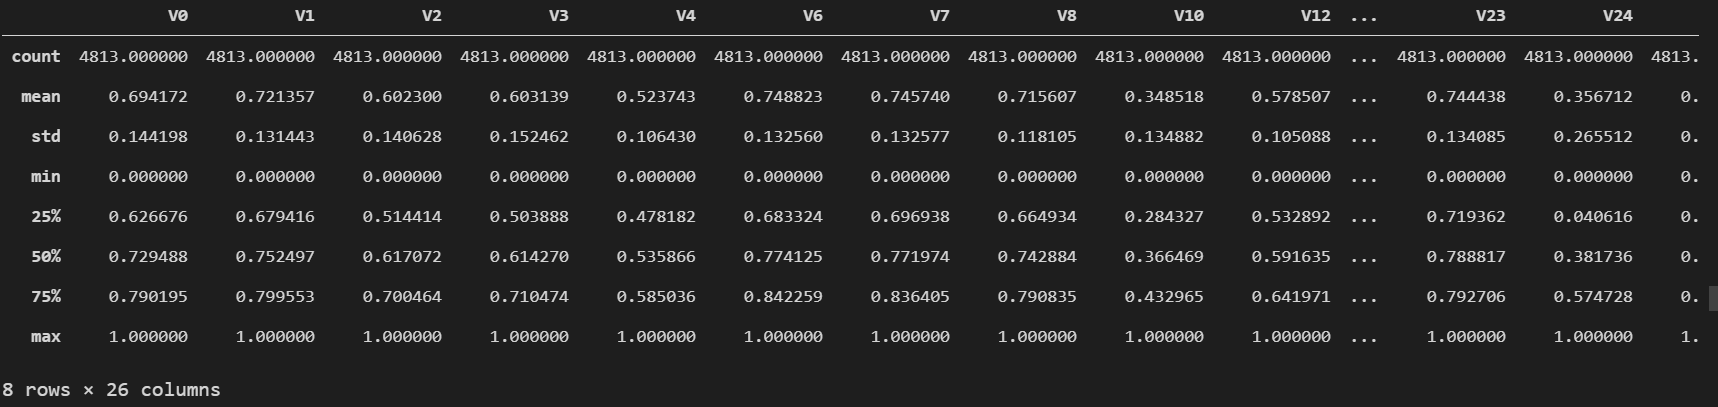 V0 V1 V2 V3 V4 V6 V7 V8 V10 V12 ... V23 V24
count 4813.000000 4813.000000 4813.000000 4813.000000 4813.000000 4813.000000 4813.000000 4813.000000 4813.000000 4813.000000 ... 4813.000000 4813.000000 4813.
mean 0.694172 0.721357 0.602300 0.603139 0.523743 0.748823 0.745740 0.715607 0.348518 0.578507 ... 0.744438 0.356712 0.
std 0.144198 0.131443 0.140628 0.152462 0.106430 0.132560 0.132577 0.118105 0.134882 0.105088 ... 0.134085 0.265512 0.
min 0.000000 0.000000 0.000000 0.000000 0.000000 0.000000 0.000000 0.000000 0.000000 0.000000 ... 0.000000 0.000000 0.
25% 0.626676 0.679416 0.514414 0.503888 0.478182 0.683324 0.696938 0.664934 0.284327 0.532892 ... 0.719362 0.040616 0.
50% 0.729488 0.752497 0.617072 0.614270 0.535866 0.774125 0.771974 0.742884 0.366469 0.591635 ... 0.788817 0.381736 0.
75% 0.790195 0.799553 0.700464 0.710474 0.585036 0.842259 0.836405 0.790835 0.432965 0.641971 ... 0.792706 0.574728 0.
max 1.000000 1.000000 1.000000 1.000000 1.000000 1.000000 1.000000 1.000000 1.000000 1.000000 ... 1.000000 1.000000 1.
8 rows × 26 columns